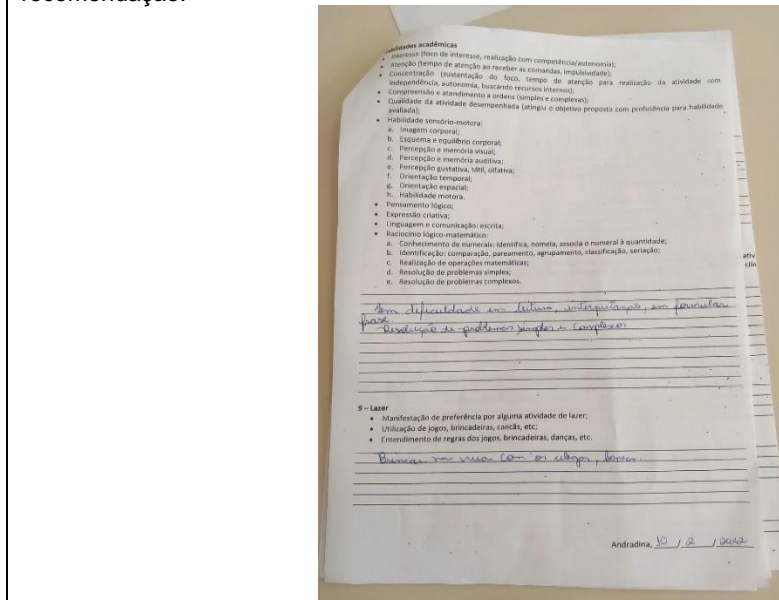 recomendação.
Habilidades acadêmicas
• Interesse (foco de interesse, realização com competência/autonomia);
• Atenção (tempo de atenção ao receber as comandas, impulsividade);
• Concentração (sustentação do foco, tempo de atenção para realização da atividade com
independência, autonomia, buscando recursos internos);
• Compreensão e atendimento a ordens (simples e complexas);
• Qualidade da atividade desempenhada (atingiu o objetivo proposto com proficiência para habilidade
avaliada);
• Habilidade sensório-motora:
a. Imagem corporal;
b. Esquema e equilíbrio corporal;
c. Percepção e memória visual;
d. Percepção e memória auditiva;
e. Percepção gustativa, tátil, olfativa;
f. Orientação temporal;
g. Orientação espacial;
h. Habilidade motora.
• Pensamento lógico;
• Expressão criativa;
• Linguagem e comunicação: escrita;
• Raciocínio lógico-matemático:
a. Conhecimento de numerais: identifica, nomeia, associa o numeral à quantidade;
b. Identificação: comparação, pareamento, agrupamento, classificação, seriação;
c. Realização de operações matemáticas;
d. Resolução de problemas simples;
e. Resolução de problemas complexos.
ativ
clín
Tem dificuldade em leitura, interpretação, em formular
frase.
Resolução de problemas simples e complexos
9 – Lazer
• Manifestação de preferência por alguma atividade de lazer;
• Utilização de jogos, brincadeiras, etc;
• Entendimento de regras dos jogos, brincadeiras, danças, etc.
Brincar na rua com os colegas,
Andradina, 10 / 2 / 2022